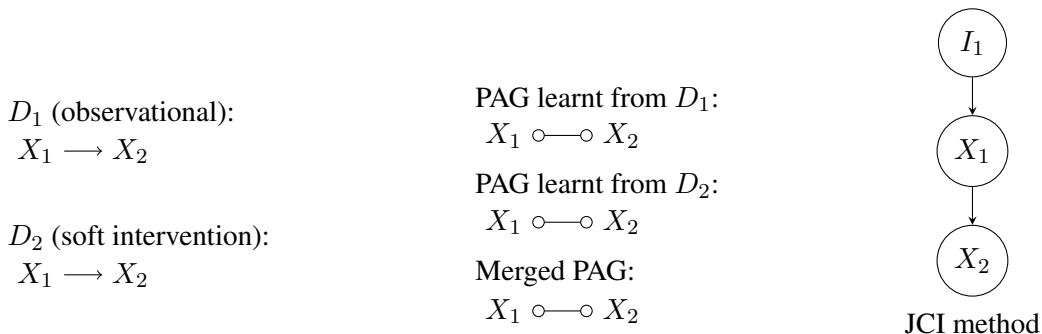 D₁ (observational):
X₁ ⟶ X₂
D₂ (soft intervention):
X₁ ⟶ X₂
PAG learnt from D₁:
X₁ o—o X₂
PAG learnt from D₂:
X₁ o—o X₂
Merged PAG:
X₁ o—o X₂
I₁
X₁
X₂
JCI method